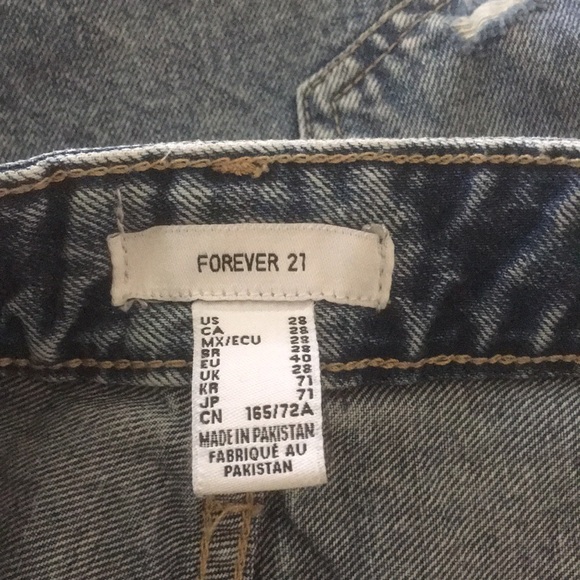 FOREVER 21
US 28
CA 28
MX/ECU 28
BR 28
EU 40
UK 28
KR 71
JP 71
CN 165/72A
MADE IN PAKISTAN
FABRIQUÉ AU
PAKISTAN